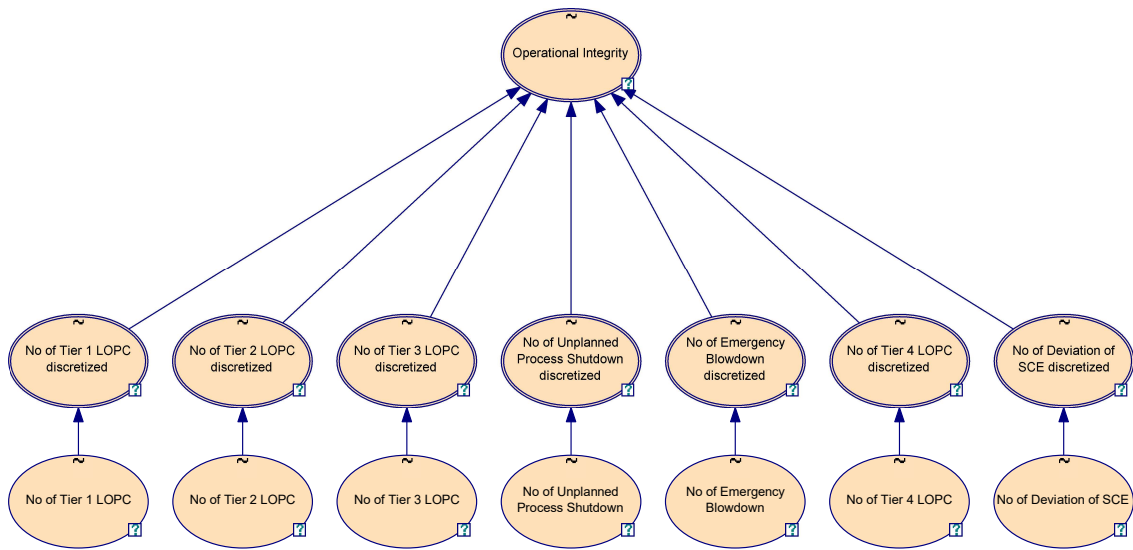 ~
Operational Integrity
?
~ ~ ~ ~ ~ ~ ~
No of Tier 1 LOPC
discretized
?
No of Tier 2 LOPC
discretized
?
No of Tier 3 LOPC
discretized
?
No of Unplanned
Process Shutdown
discretized
?
No of Emergency
Blowdown
discretized
?
No of Tier 4 LOPC
discretized
?
No of Deviation of
SCE discretized
?
~ ~ ~ ~ ~ ~ ~
No of Tier 1 LOPC
?
No of Tier 2 LOPC
?
No of Tier 3 LOPC
?
No of Unplanned
Process Shutdown
?
No of Emergency
Blowdown
?
No of Tier 4 LOPC
?
No of Deviation of SCE
?